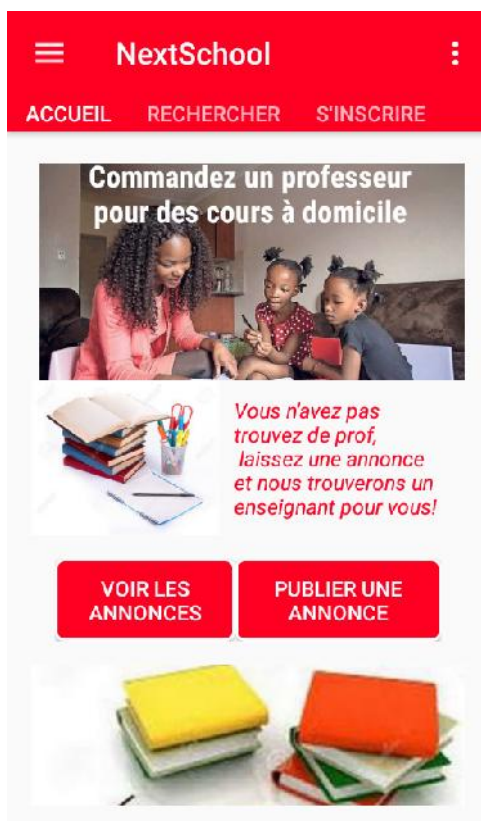 NextSchool
ACCUEIL RECHERCHER S'INSCRIRE
Commandez un professeur
pour des cours à domicile
Vous n'avez pas
trouvez de prof,
laissez une annonce
et nous trouverons un
enseignant pour vous!
VOIR LES
ANNONCES
PUBLIER UNE
ANNONCE